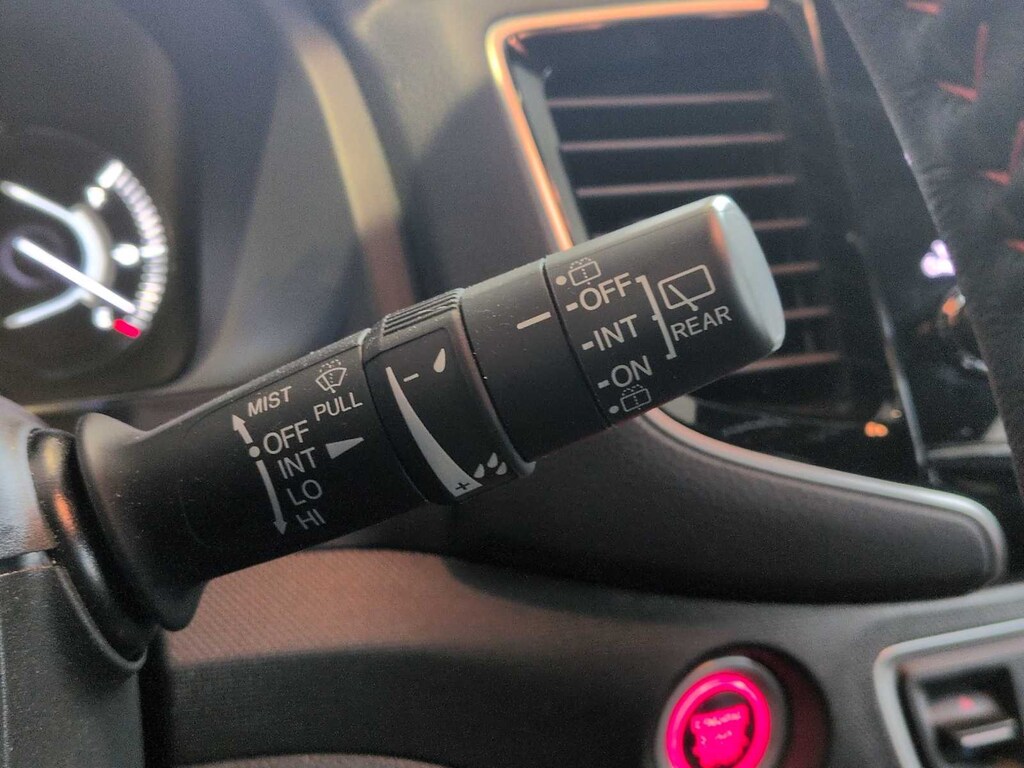 MIST
PULL
OFF
INT
LO
HI
- +
OFF
-INT
-ON
REAR